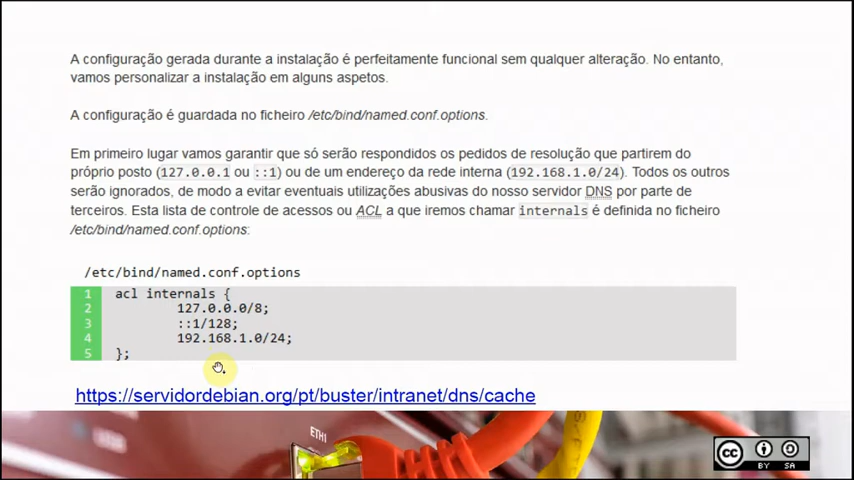 A configuração gerada durante a instalação é perfeitamente funcional sem qualquer alteração. No entanto,
vamos personalizar a instalação em alguns aspetos.
A configuração é guardada no ficheiro /etc/bind/named.conf.options.
Em primeiro lugar vamos garantir que só serão respondidos os pedidos de resolução que partirem do
próprio posto (127.0.0.1 ou ::1) ou de um endereço da rede interna (192.168.1.0/24). Todos os outros
serão ignorados, de modo a evitar eventuais utilizações abusivas do nosso servidor DNS por parte de
terceiros. Esta lista de controle de acessos ou ACL a que iremos chamar internals é definida no ficheiro
/etc/bind/named.conf.options:
/etc/bind/named.conf.options
1 acl internals {
2 127.0.0.0/8;
3 ::1/128;
4 192.168.1.0/24;
5 };
https://servidordebian.org/pt/buster/intranet/dns/cache
ETH1
cc
BY SA